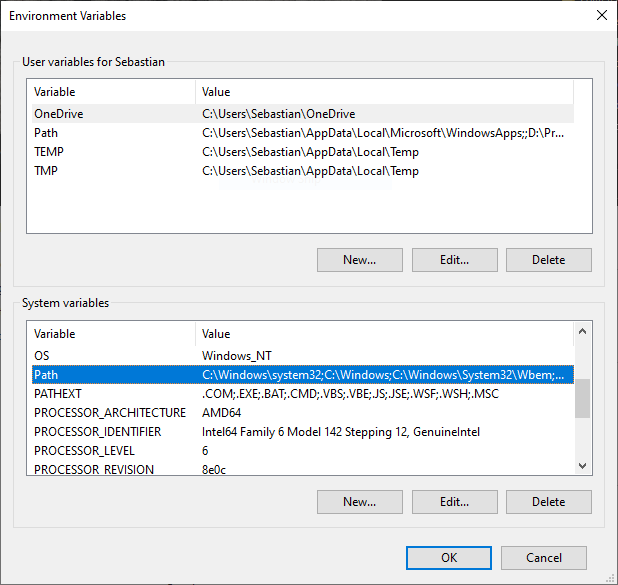 Environment Variables
User variables for Sebastian
Variable Value
OneDrive C:\Users\Sebastian\OneDrive
Path C:\Users\Sebastian\AppData\Local\Microsoft\WindowsApps;;D:\Pr...
TEMP C:\Users\Sebastian\AppData\Local\Temp
TMP C:\Users\Sebastian\AppData\Local\Temp
New... Edit... Delete
System variables
Variable Value
OS Windows_NT
Path C:\Windows\system32;C:\Windows;C:\Windows\System32\Wbem;...
PATHEXT .COM;.EXE;.BAT;.CMD;.VBS;.VBE;.JS;.JSE;.WSF;.WSH;.MSC
PROCESSOR_ARCHITECTURE AMD64
PROCESSOR_IDENTIFIER Intel64 Family 6 Model 142 Stepping 12, GenuineIntel
PROCESSOR_LEVEL 6
PROCESSOR_REVISION 8e0c
New... Edit... Delete
OK Cancel